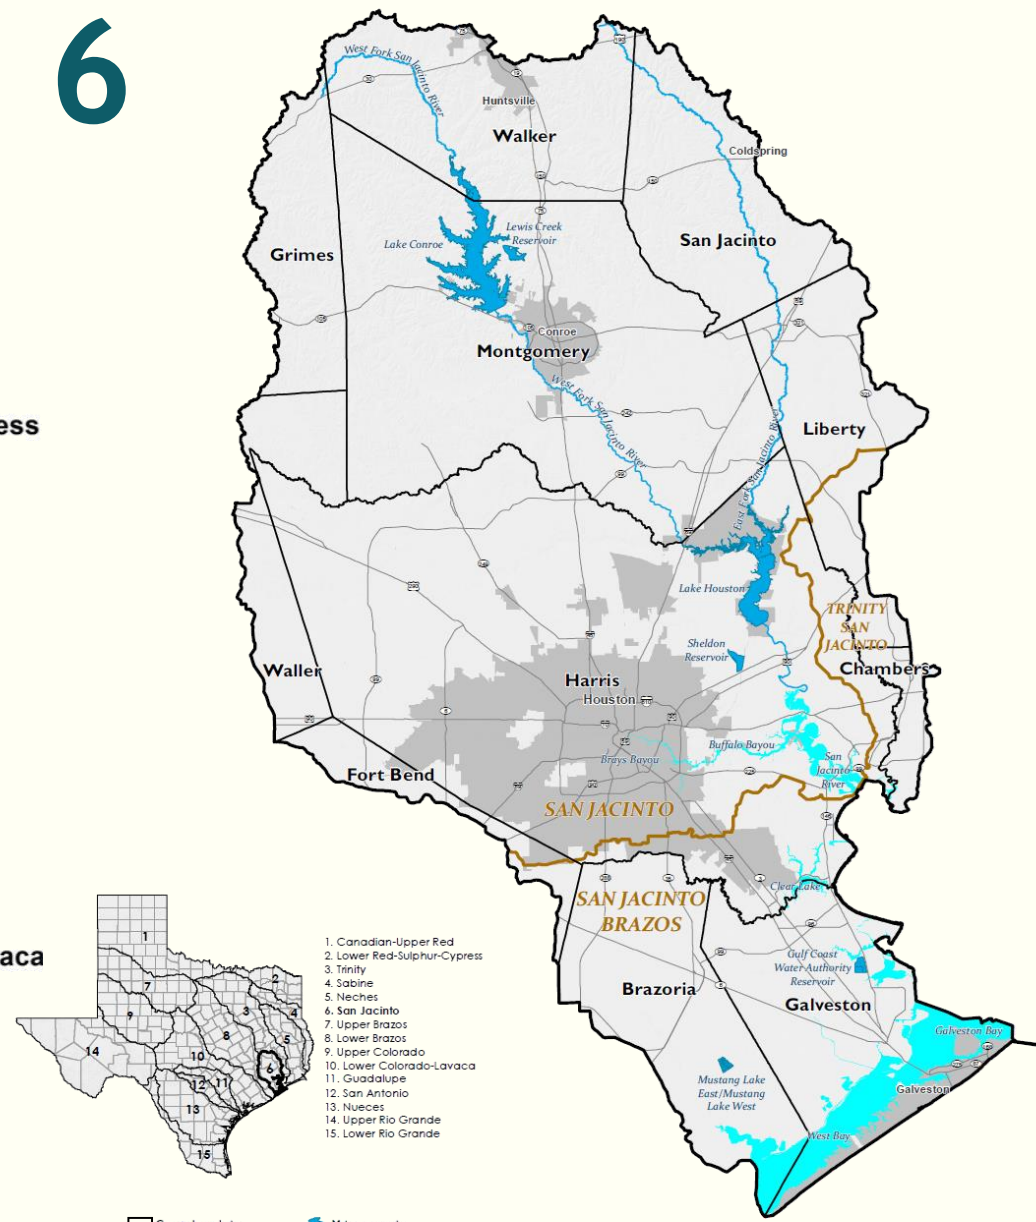 6
West Fork San Jacinto River
Huntsville
Walker
Coldspring
Lewis Creek
Reservoir
Lake Conroe
San Jacinto
Grimes
Conroe
Montgomery
West Fork San Jacinto River
East Fork San Jacinto River
ess
Liberty
Lake Houston
TRINITY
SAN
JACINTO
Sheldon
Reservoir
Chambers
Waller
Harris
Houston
Buffalo Bayou
Brays Bayou
San
Jacinto
River
Fort Bend
SAN JACINTO
Clear Lake
SAN JACINTO
BRAZOS
aca
Gulf Coast
Water Authority
Reservoir
Brazoria
Galveston
Galveston Bay
Mustang Lake
East/Mustang
Lake West
Galveston
West Bay
1
2
3
4
5
6
7
8
9
10
11
12
13
14
15
1. Canadian-Upper Red
2. Lower Red-Sulphur-Cypress
3. Trinity
4. Sabine
5. Neches
6. San Jacinto
7. Upper Brazos
8. Lower Brazos
9. Upper Colorado
10. Lower Colorado-Lavaca
11. Guadalupe
12. San Antonio
13. Nueces
14. Upper Rio Grande
15. Lower Rio Grande